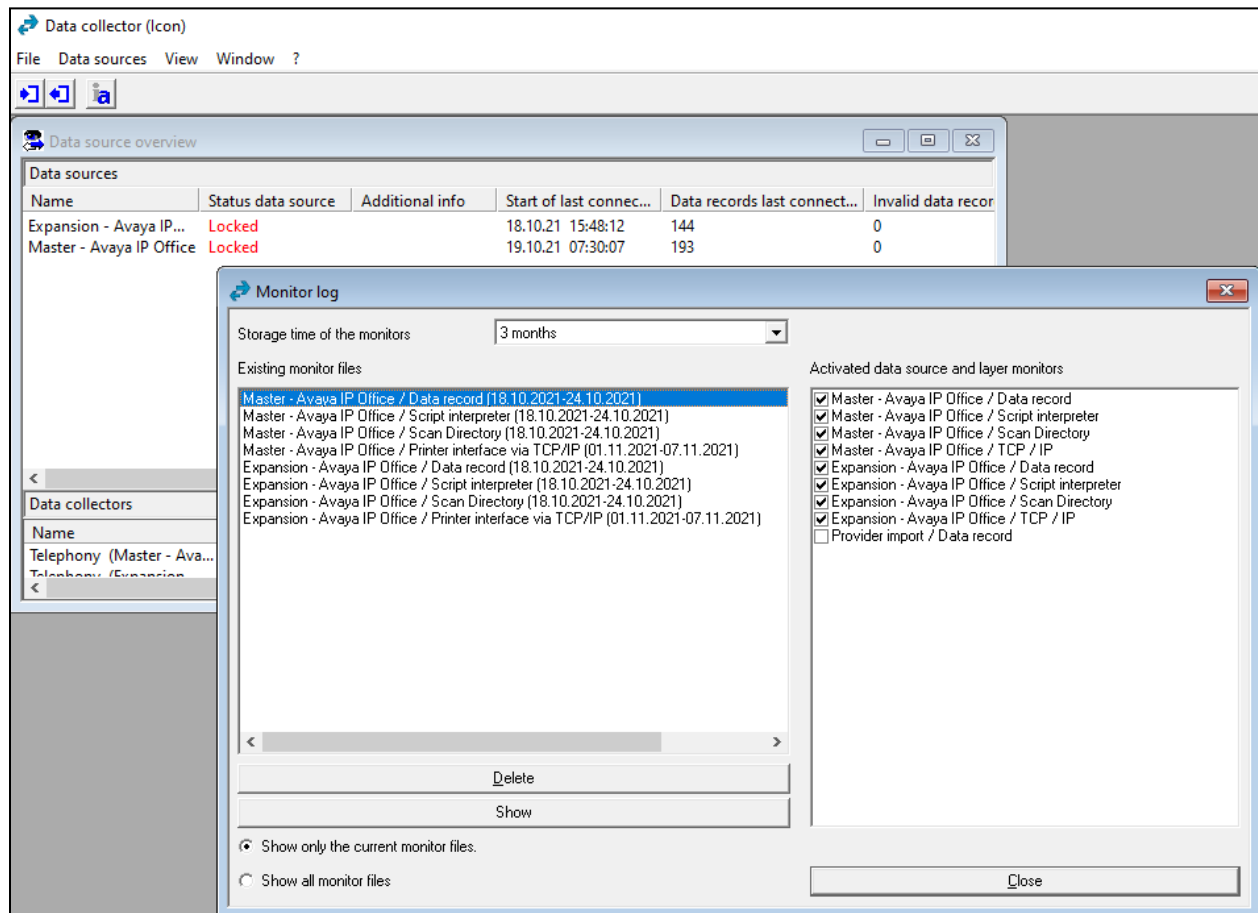 Data collector (Icon)
File Data sources View Window ?
Data source overview
Data sources
Name Status data source Additional info Start of last connec... Data records last connect... Invalid data recor
Expansion - Avaya IP... Locked 18.10.21 15:48:12 144 0
Master - Avaya IP Office Locked 19.10.21 07:30:07 193 0
Data collectors
Name
Telephony (Master - Ava...
Telephony (Expansion
Monitor log
Storage time of the monitors 3 months
Existing monitor files
Master - Avaya IP Office / Data record (18.10.2021-24.10.2021)
Master - Avaya IP Office / Script interpreter (18.10.2021-24.10.2021)
Master - Avaya IP Office / Scan Directory (18.10.2021-24.10.2021)
Master - Avaya IP Office / Printer interface via TCP/IP (01.11.2021-07.11.2021)
Expansion - Avaya IP Office / Data record (18.10.2021-24.10.2021)
Expansion - Avaya IP Office / Script interpreter (18.10.2021-24.10.2021)
Expansion - Avaya IP Office / Scan Directory (18.10.2021-24.10.2021)
Expansion - Avaya IP Office / Printer interface via TCP/IP (01.11.2021-07.11.2021)
Delete
Show
Show only the current monitor files.
Show all monitor files
Activated data source and layer monitors
Master - Avaya IP Office / Data record
Master - Avaya IP Office / Script interpreter
Master - Avaya IP Office / Scan Directory
Master - Avaya IP Office / TCP / IP
Expansion - Avaya IP Office / Data record
Expansion - Avaya IP Office / Script interpreter
Expansion - Avaya IP Office / Scan Directory
Expansion - Avaya IP Office / TCP / IP
Provider import / Data record
Close